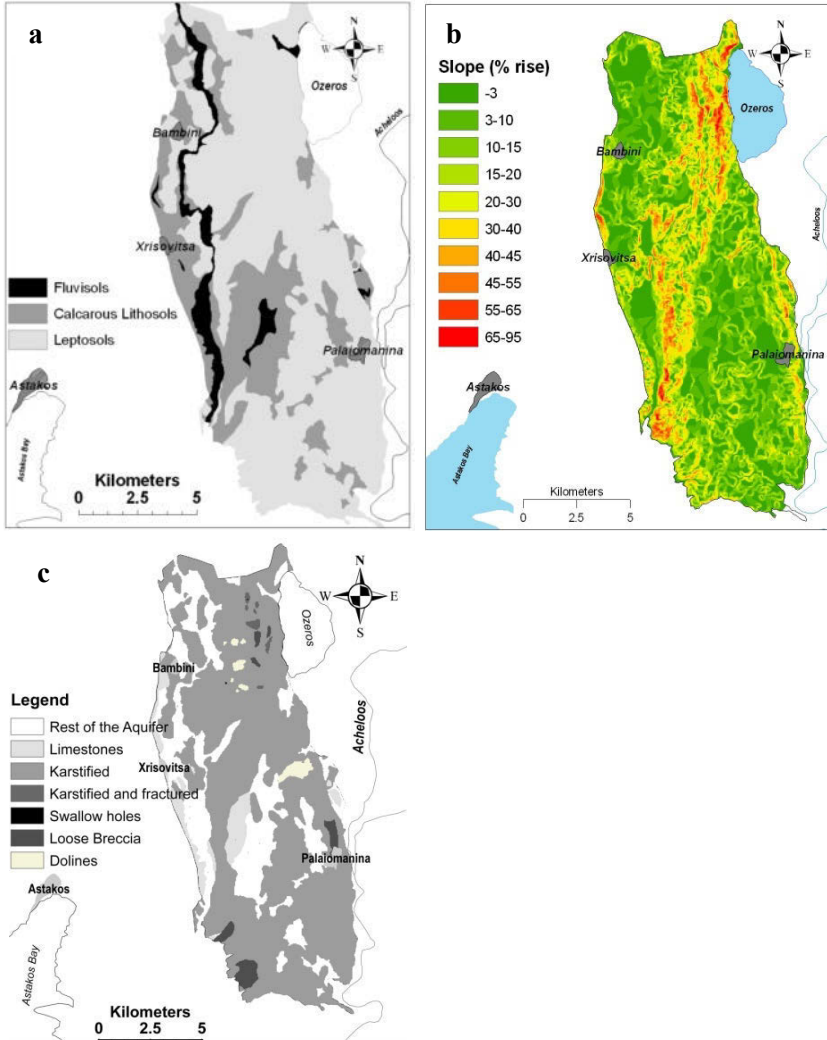 a
N
W E
S
Ozeros
Acheloos
Bambini
Xrisovitsa
Fluvisols
Calcarous Lithosols
Leptosols
Palaiomanina
Astakos
Astakos Bay
Kilometers
0 2.5 5
b
N
W E
S
Slope (% rise)
-3
3-10
10-15
15-20
20-30
30-40
40-45
45-55
55-65
65-95
Ozeros
Bambini
Acheloos
Xrisovitsa
Palaiomanina
Astakos
Astakos Bay
Kilometers
0 2.5 5
c
N
W E
S
Ozeros
Bambini
Acheloos
Legend
Rest of the Aquifer
Limestones
Xrisovitsa
Karstified
Karstified and fractured
Swallow holes
Loose Breccia
Dolines
Palaiomanina
Astakos
Astakos Bay
Kilometers
0 2.5 5